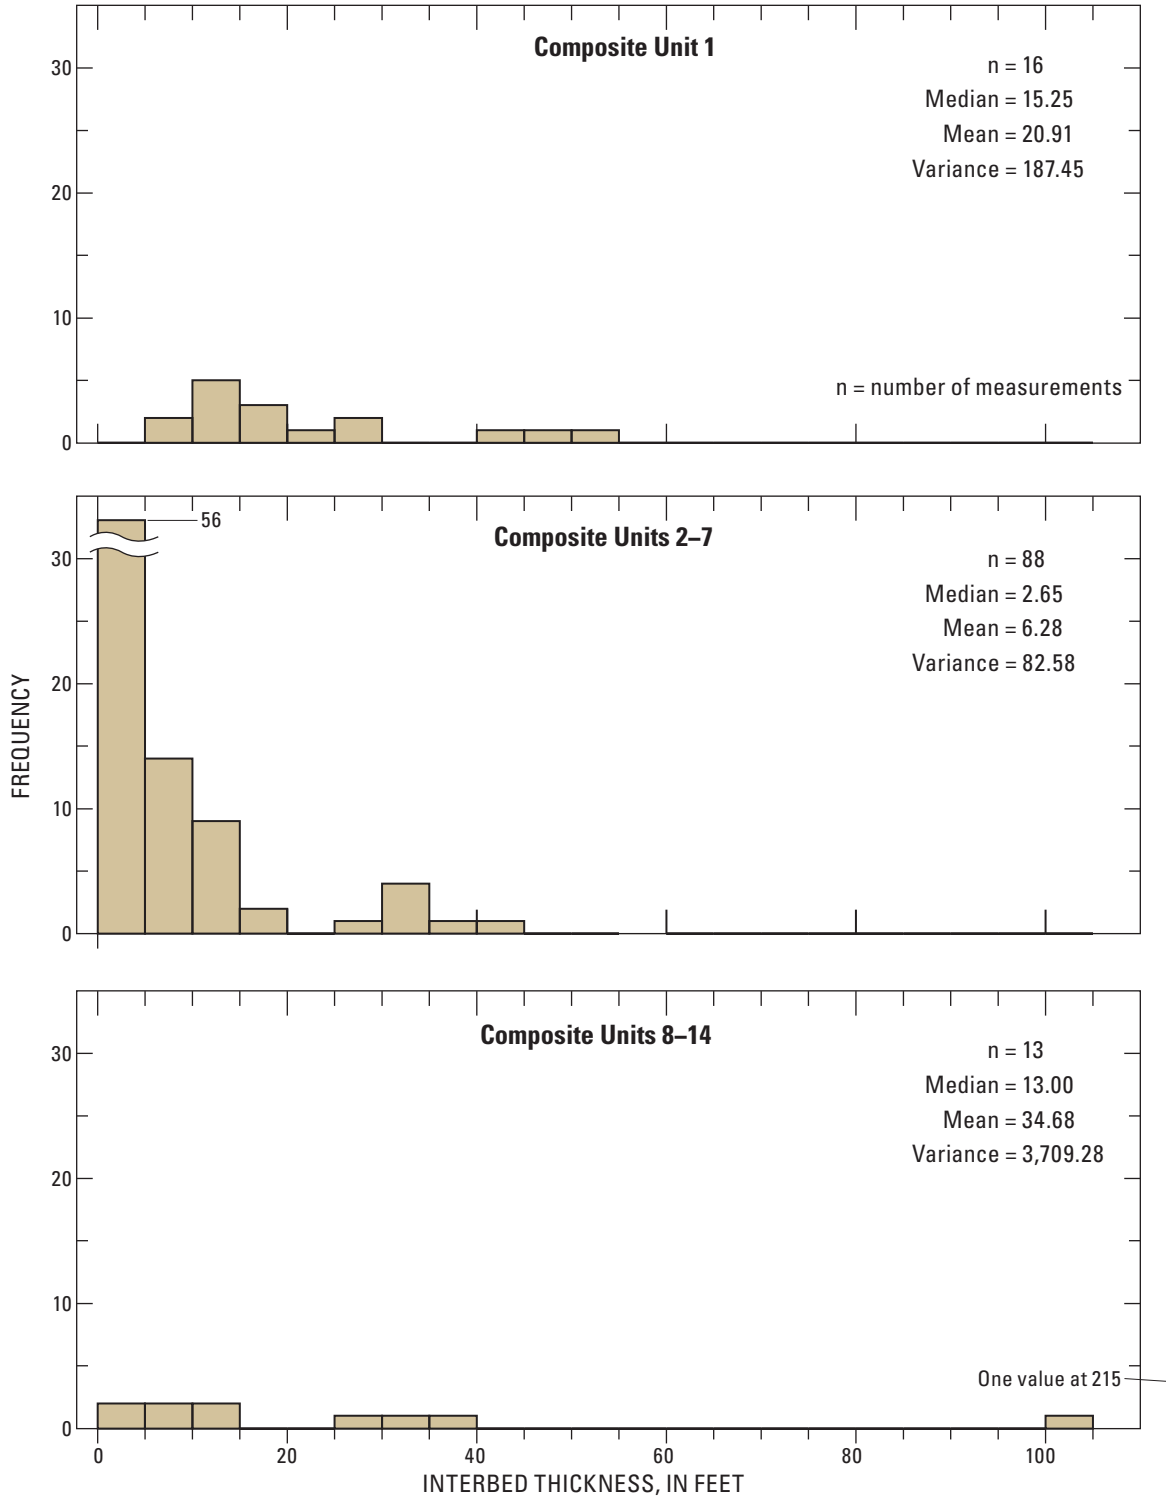 Composite Unit 1
n = 16
Median = 15.25
Mean = 20.91
Variance = 187.45
30
20
10
n = number of measurements
0
56
Composite Units 2–7
n = 88
Median = 2.65
Mean = 6.28
Variance = 82.58
30
20
10
0
FREQUENCY
Composite Units 8–14
n = 13
Median = 13.00
Mean = 34.68
Variance = 3,709.28
30
20
10
One value at 215
0
0 20 40 60 80 100
INTERBED THICKNESS, IN FEET